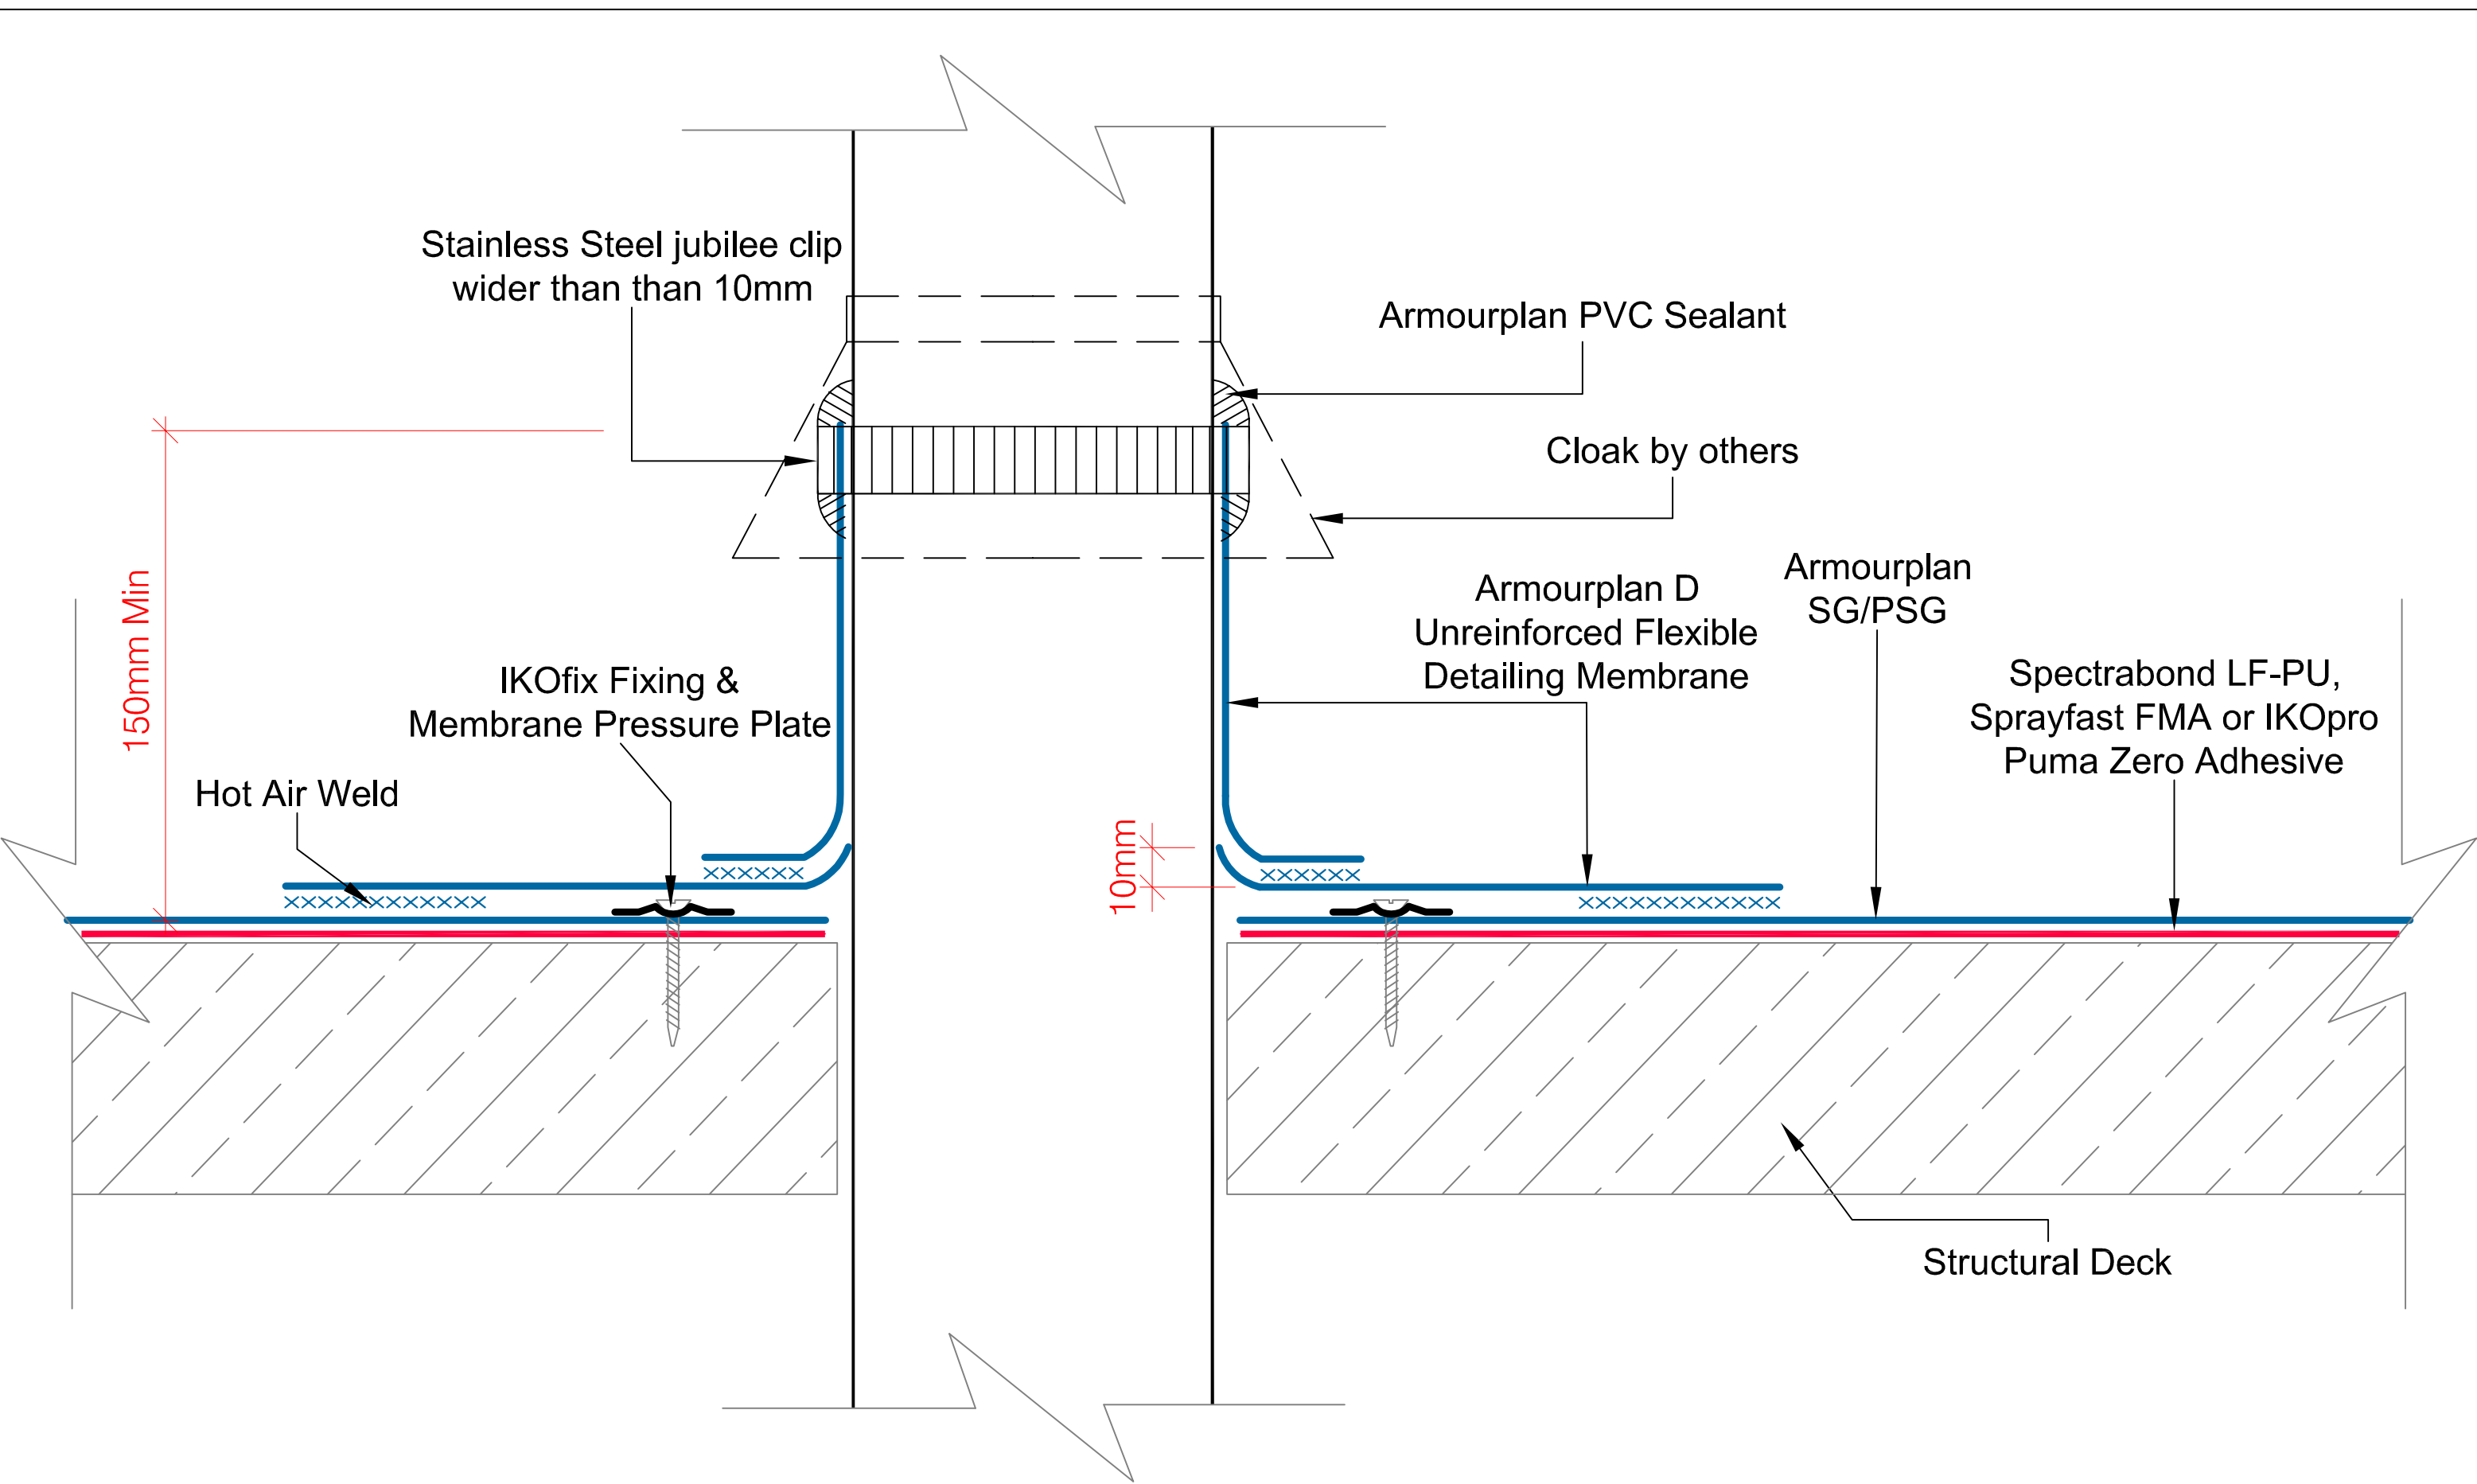 Stainless Steel jubilee clip
wider than than 10mm
Armourplan PVC Sealant
Cloak by others
Armourplan D
Unreinforced Flexible
Detailing Membrane
Armourplan
SG/PSG
Spectrabond LF-PU,
Sprayfast FMA or IKOpro
Puma Zero Adhesive
IKOfix Fixing &
Membrane Pressure Plate
Hot Air Weld
150mm Min
10mm
Structural Deck